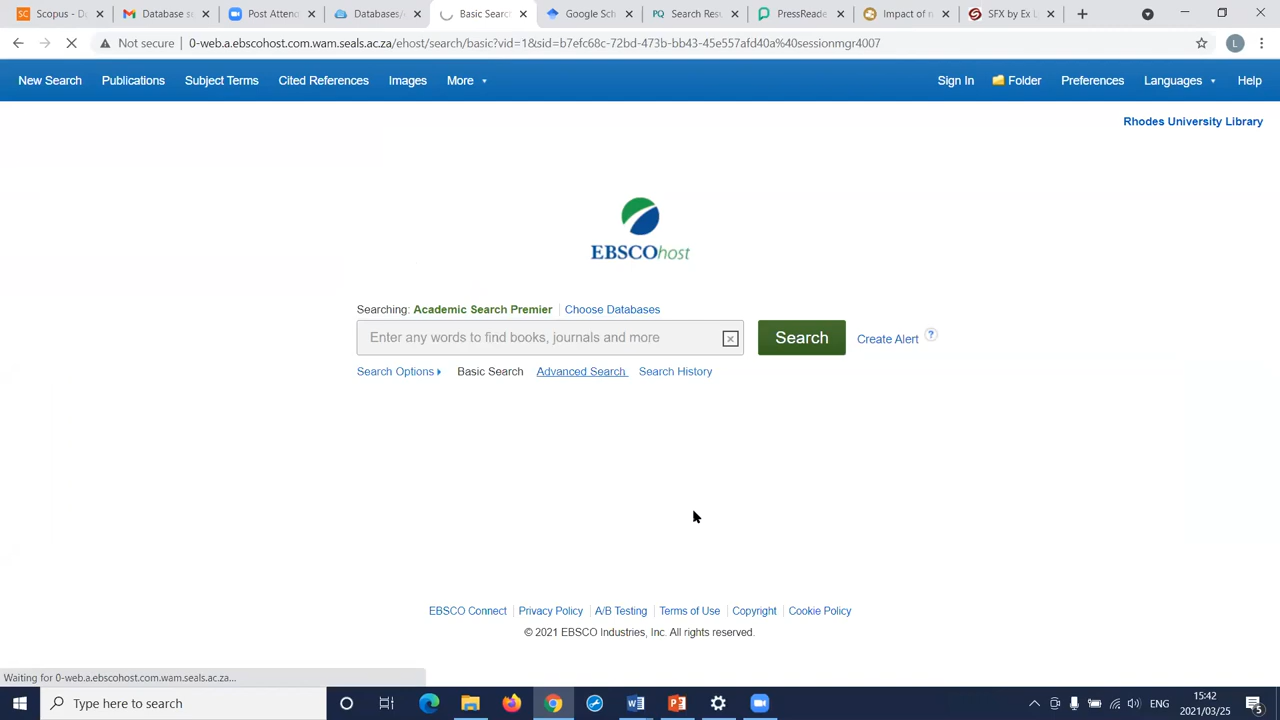 Scopus - Do
Database s
Post Atten
Databases/
Basic Searc
Google Sch
Search Resu
PressReade
Impact of n
SFX by Ex L
Not secure
0-web.a.ebscohost.com.wam.seals.ac.za/ehost/search/basic?vid=1&sid=b7efc68c-72bd-473b-bb43-45e557afd40a%40sessionmgr4007
L
New Search Publications Subject Terms Cited References Images More Sign In Folder Preferences Languages Help
Rhodes University Library
EBSCOhost
Searching: Academic Search Premier Choose Databases
Enter any words to find books, journals and more Search Create Alert ?
Search Options Basic Search Advanced Search Search History
EBSCO Connect Privacy Policy A/B Testing Terms of Use Copyright Cookie Policy
© 2021 EBSCO Industries, Inc. All rights reserved.
Waiting for 0-web.a.ebscohost.com.wam.seals.ac.za...
Type here to search
ENG
15:42
2021/03/25
5